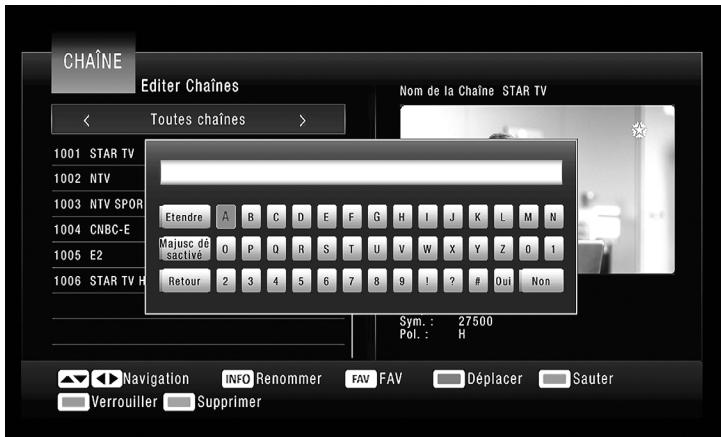 CHAÎNE
Editer Chaînes
Nom de la Chaîne STAR TV
< Toutes chaînes >
1001 STAR TV
1002 NTV
1003 NTV SPOR
1004 CNBC-E
1005 E2
1006 STAR TV H
Etendre A B C D E F G H I J K L M N
Majusc dé
sactivé O P Q R S T U V W X Y Z 0 1
Retour 2 3 4 5 6 7 8 9 ! ? # Oui Non
Sym. : 27500
Pol. : H
Navigation INFO Renommer FAV FAV Déplacer Sauter
Verrouiller Supprimer